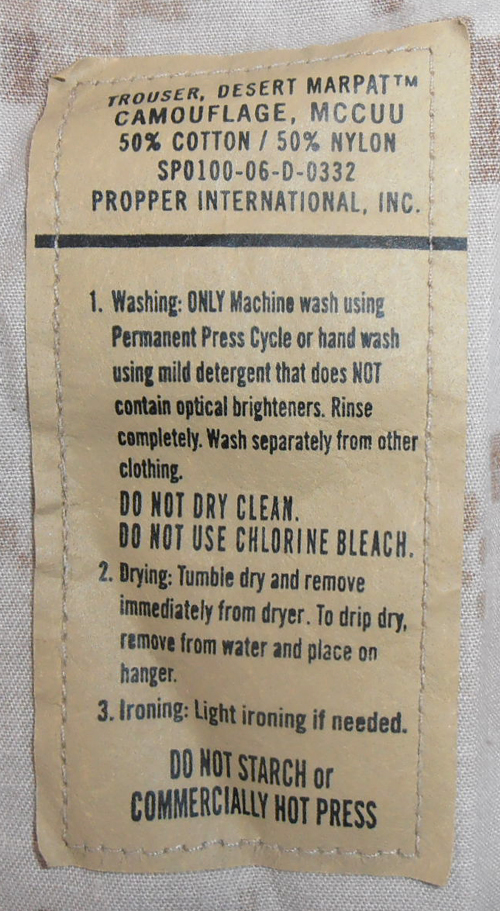 TROUSER, DESERT MARPAT™
CAMOUFLAGE, MCCUU
50% COTTON / 50% NYLON
SP0100-06-D-0332
PROPPER INTERNATIONAL, INC.
1. Washing: ONLY Machine wash using
Permanent Press Cycle or hand wash
using mild detergent that does NOT
contain optical brighteners. Rinse
completely. Wash separately from other
clothing.
DO NOT DRY CLEAN.
DO NOT USE CHLORINE BLEACH.
2. Drying: Tumble dry and remove
immediately from dryer. To drip dry,
remove from water and place on
hanger.
3. Ironing: Light ironing if needed.
DO NOT STARCH or
COMMERCIALLY HOT PRESS